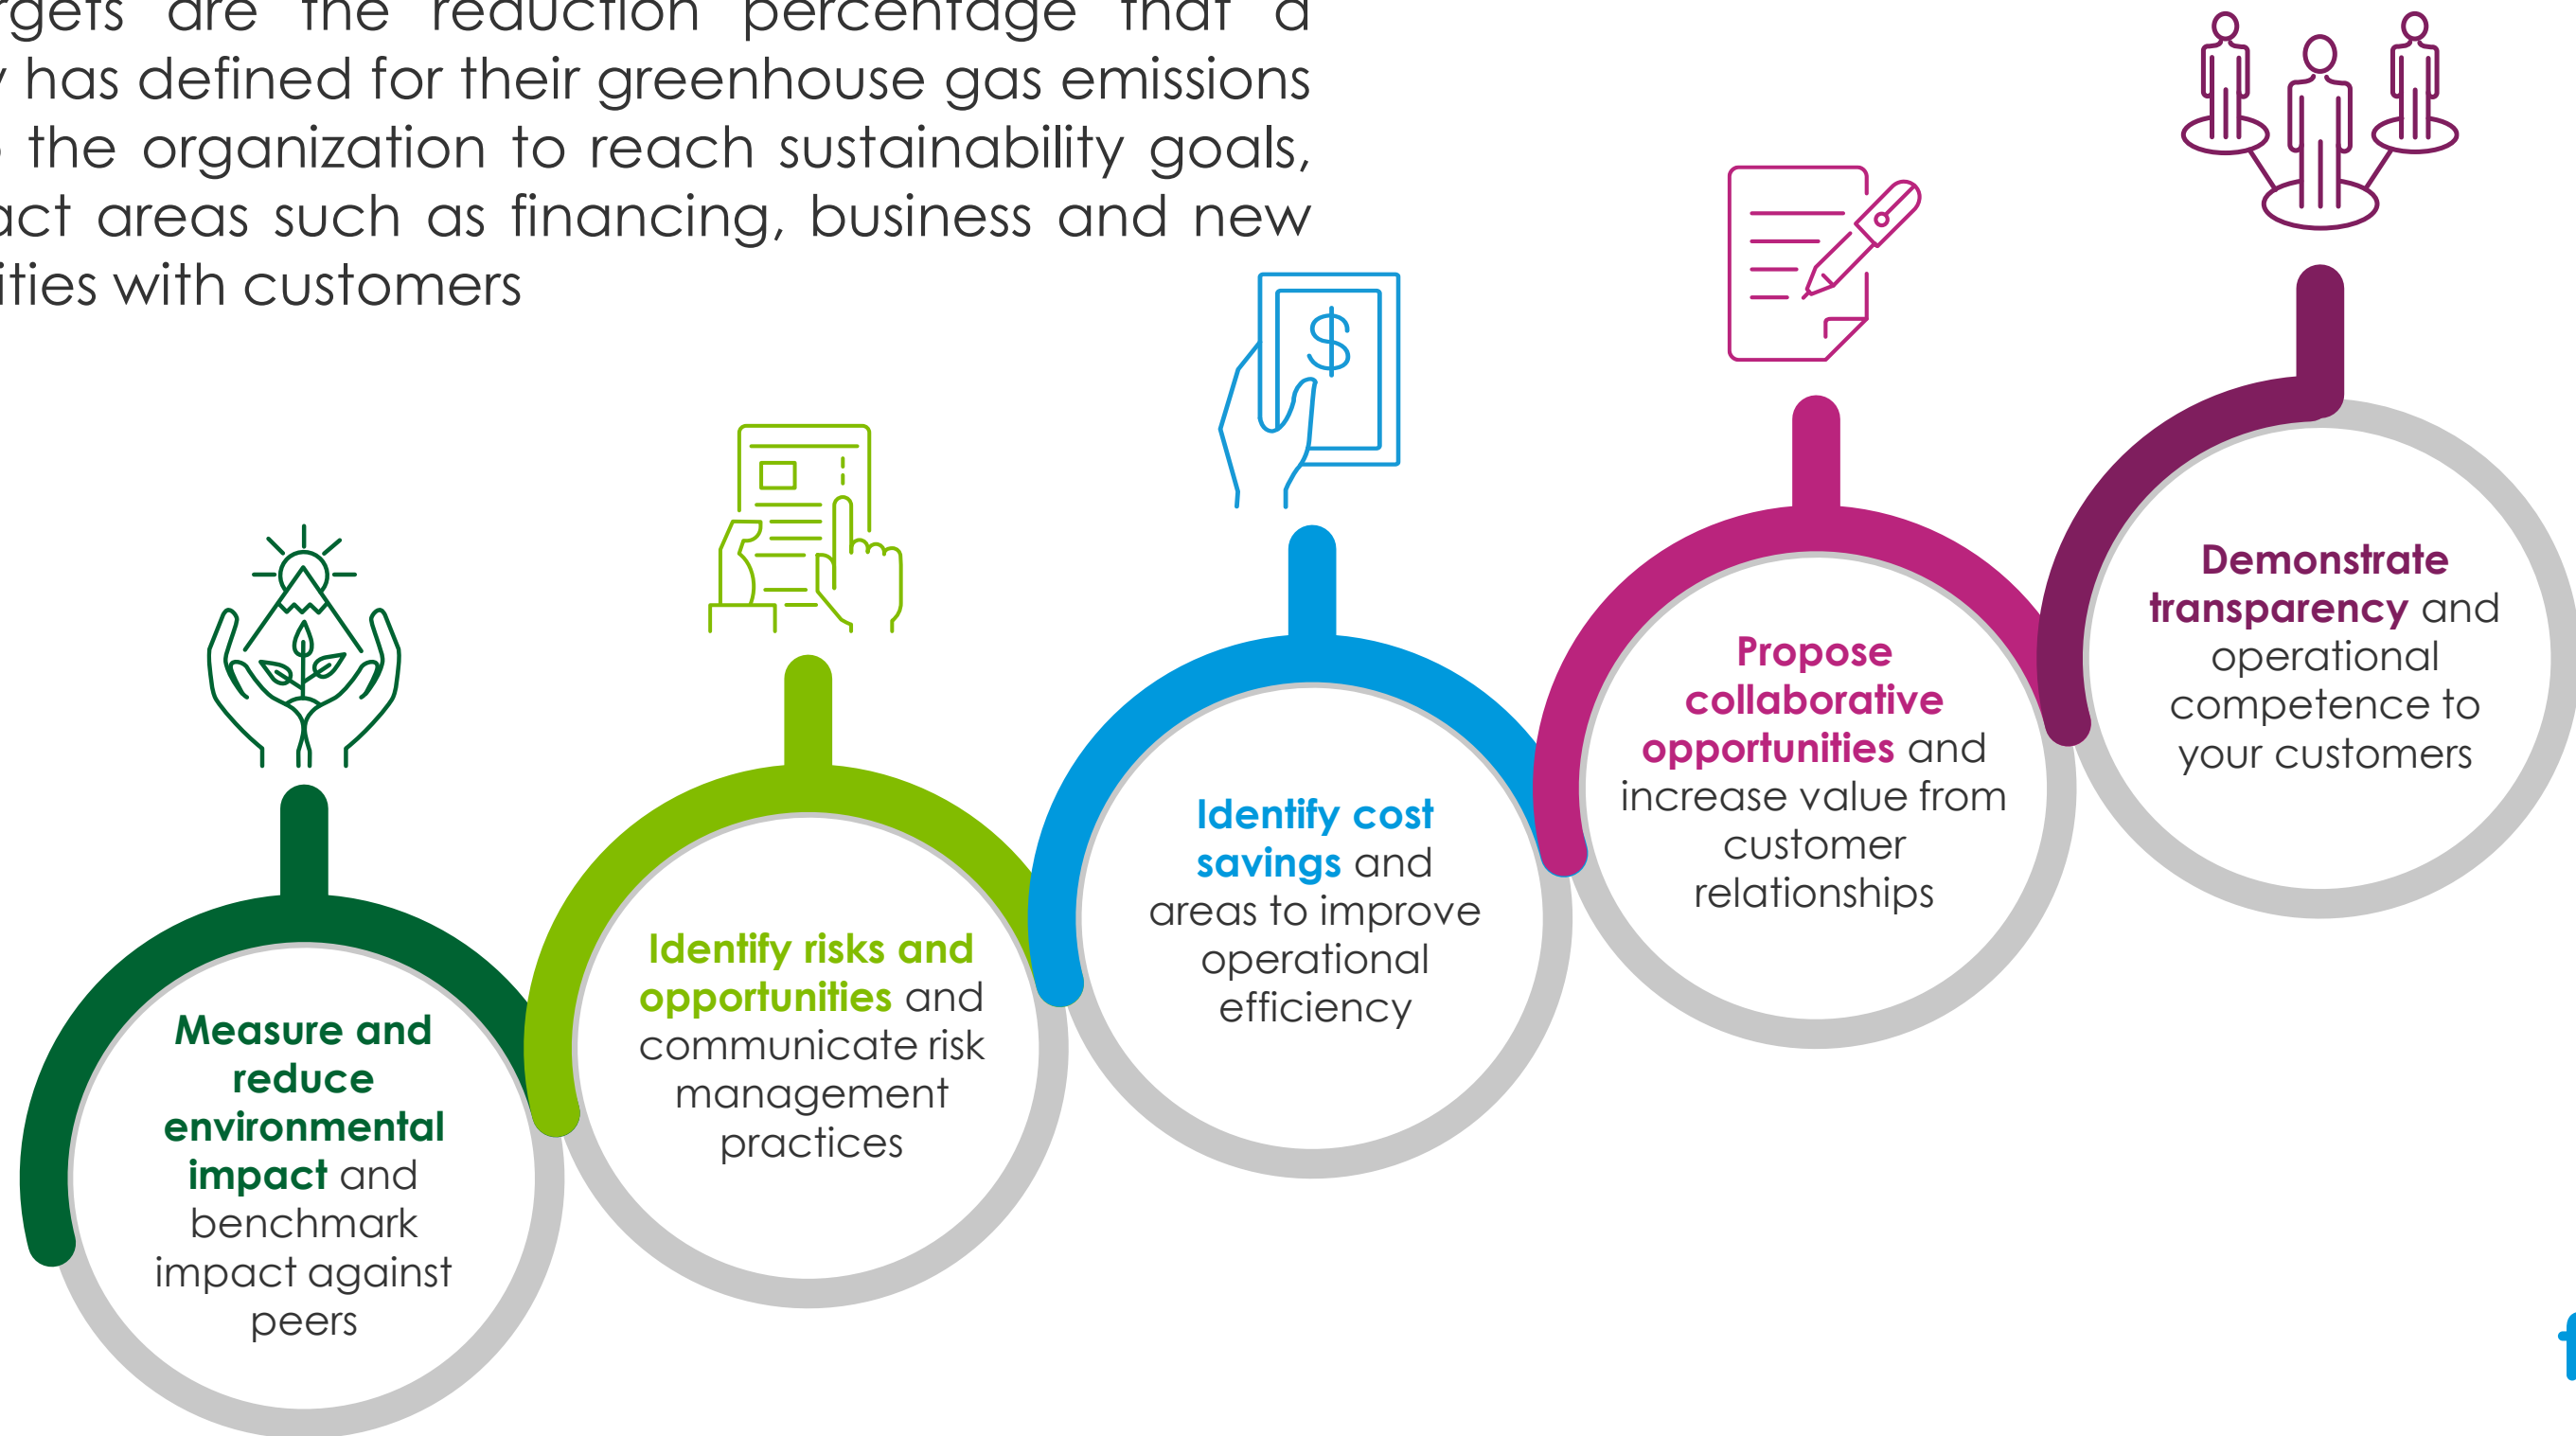 are the reduction percentage that a
has defined for their greenhouse gas emissions
the organization to reach sustainability goals,
areas such as financing, business and new
with customers
$
Demonstrate
transparency and
operational
competence to
your customers
Propose
collaborative
opportunities and
increase value from
customer
relationships
Identify cost
savings and
areas to improve
operational
efficiency
Identify risks and
opportunities and
communicate risk
management
practices
Measure and
reduce
environmental
impact and
benchmark
impact against
peers